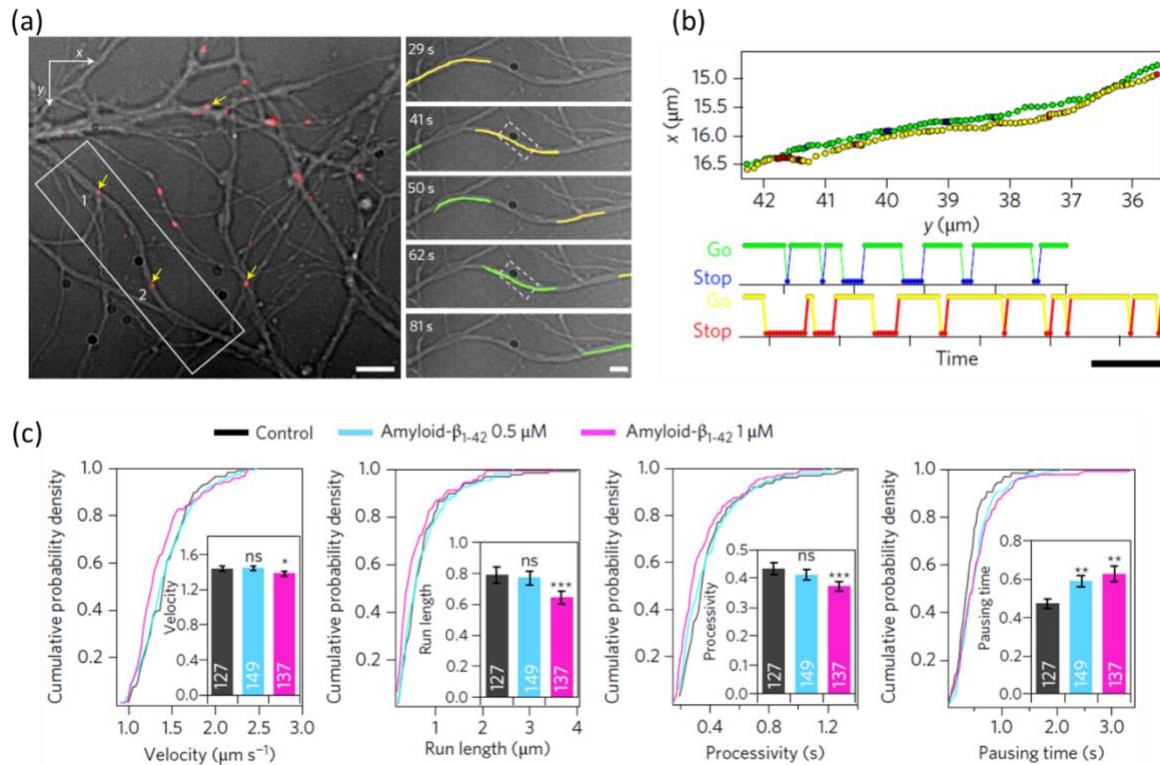 (a)
x
y
1
2
29 s
41 s
50 s
62 s
81 s
(b)
x (μm)
15.0
15.5
16.0
16.5
42 41 40 39 38 37 36
y (μm)
Go
Stop
Go
Stop
Time
(c)
Control Amyloid-β1-42 0.5 μM Amyloid-β1-42 1 μM
Cumulative probability density
1.0
0.8
0.6
0.4
0.2
1.0 1.5 2.0 2.5 3.0
Velocity (μm s⁻¹)
Velocity
1.6
1.2
0.8
0.4
0.0
ns
*
127 149 137
Cumulative probability density
1.0
0.8
0.6
0.4
0.2
1 2 3 4
Run length (μm)
Run length
1.0
0.8
0.6
0.4
0.2
0.0
ns
***
127 149 137
Cumulative probability density
1.0
0.8
0.6
0.4
0.2
0.4 0.8 1.2
Processivity (s)
Processivity
0.5
0.4
0.3
0.2
0.1
0.0
ns
***
127 149 137
Cumulative probability density
1.0
0.8
0.6
0.4
0.2
1.0 2.0 3.0
Pausing time (s)
Pausing time
0.8
0.6
0.4
0.2
0.0
**
**
127 149 137